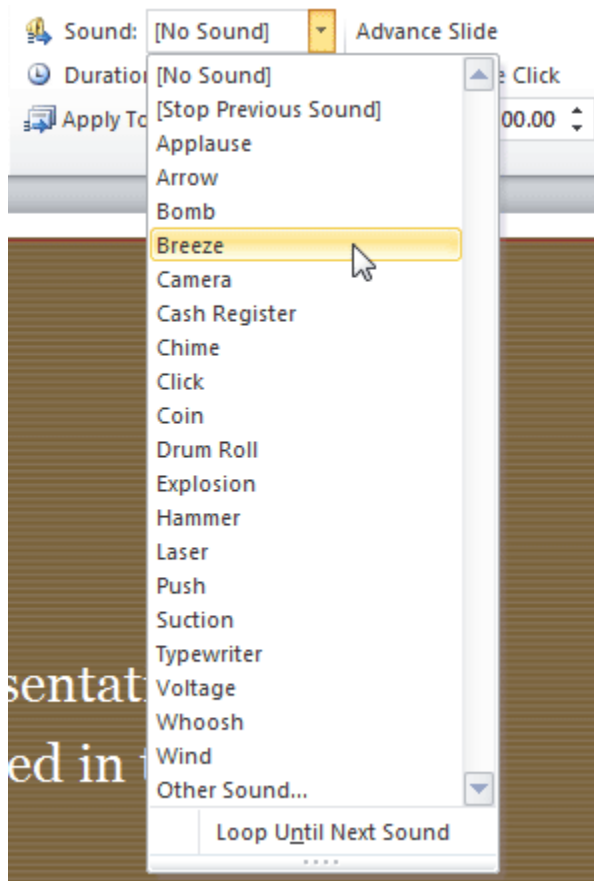 Sound: [No Sound] Advance Slide
Duration
[No Sound]
Click
[Stop Previous Sound]
Apply To
00.00
Applause
Arrow
Bomb
Breeze
Camera
Cash Register
Chime
Click
Coin
Drum Roll
Explosion
Hammer
Laser
Push
Suction
Typewriter
sentat
Voltage
Whoosh
ed in t
Wind
Other Sound...
Loop Until Next Sound